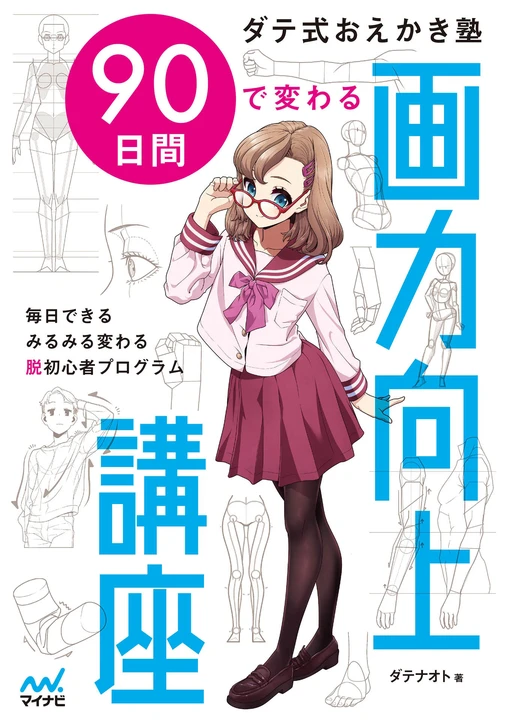 ダテ式おえかき塾
90
日間
で変わる
画力向上
講座
毎日できる
みるみる変わる
脱初心者プログラム
ダテナオト 著
マイナビ